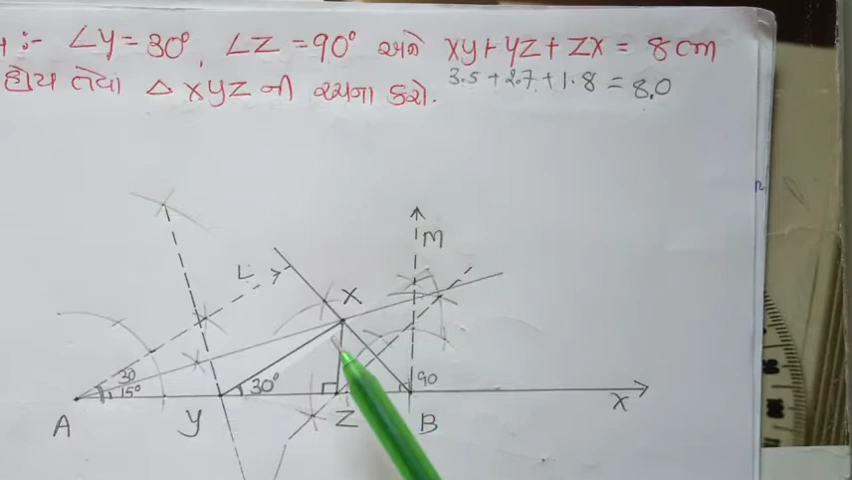 :- ∠Y = 30°, ∠Z = 90° અને XY + YZ + ZX = 8 cm
હોય તેવા △ XYZ ની રચના કરો. 3.5 + 2.7 + 1.8 = 8.0
M
L
X
30
15°
30°
90
X
A
Y
Z
B